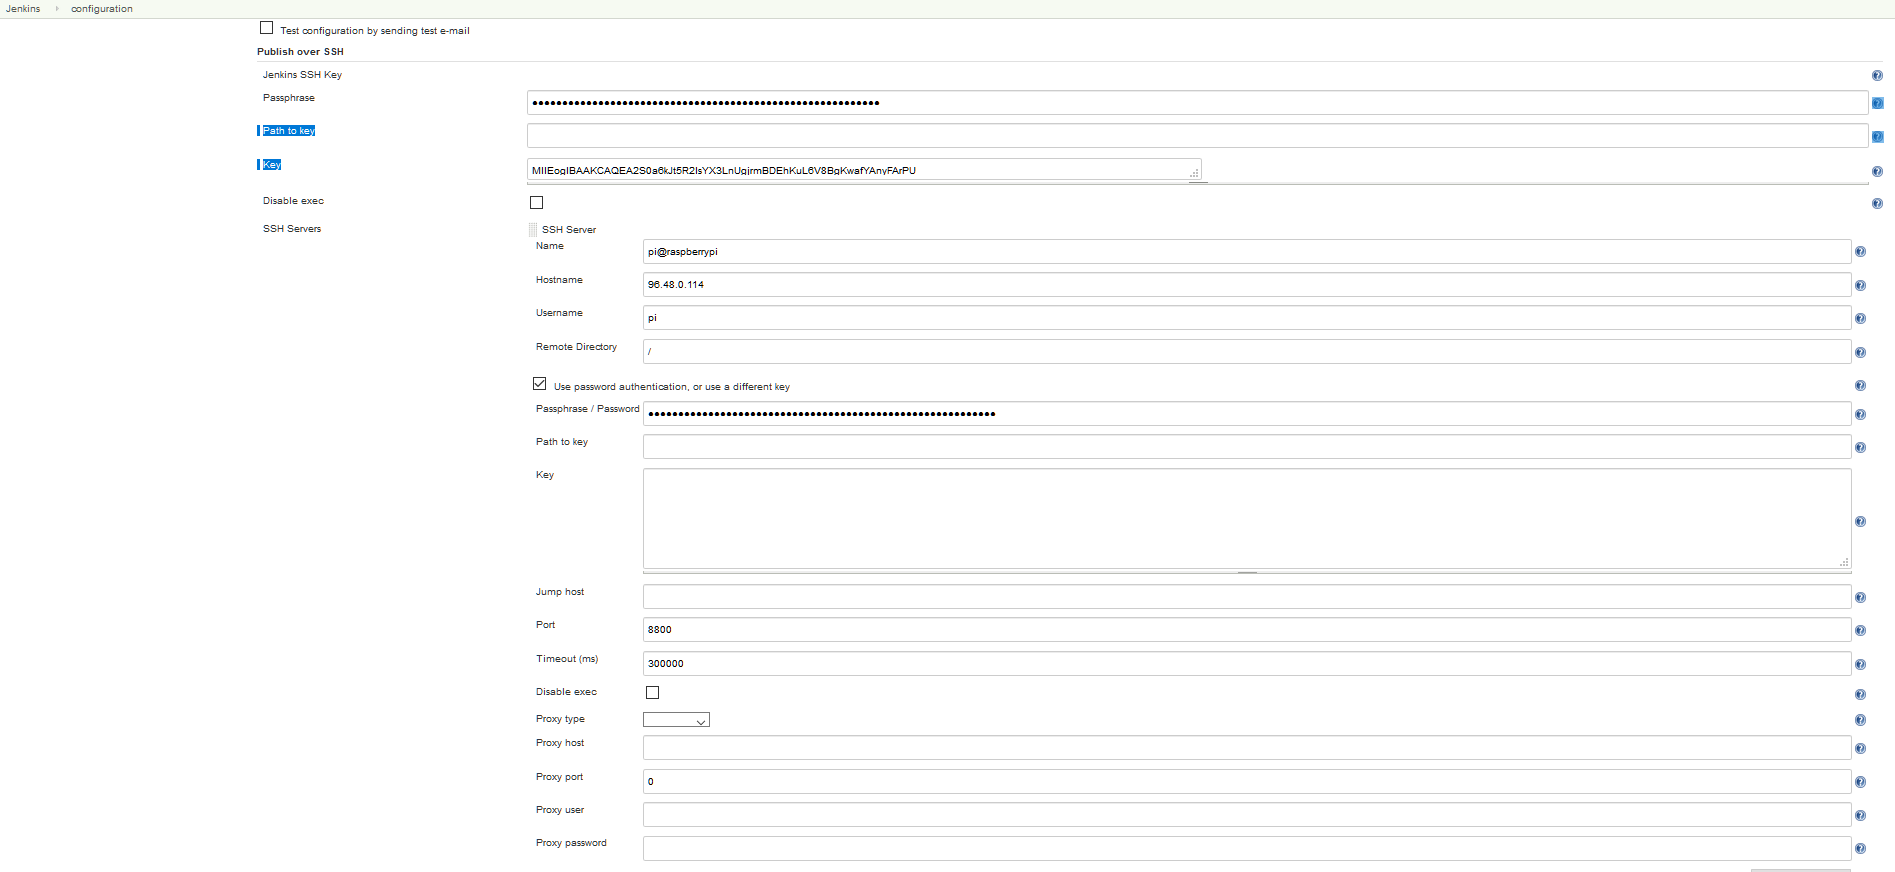 Jenkins configuration
Test configuration by sending test e-mail
Publish over SSH
Jenkins SSH Key
Passphrase ••••••••••••••••••••••••••••••••••••••••••••••••••••••••••
Path to key
Key MIIEogIBAAKCAQEA2S0a6kJt5R2IsYX3LnUgjrmBDEhKuL6V8BgKwafYAnyFArPU
Disable exec
SSH Servers SSH Server
Name pi@raspberrypi
Hostname 96.48.0.114
Username pi
Remote Directory /
Use password authentication, or use a different key
Passphrase / Password ••••••••••••••••••••••••••••••••••••••••••••••••••••••••••
Path to key
Key
Jump host
Port 8800
Timeout (ms) 300000
Disable exec
Proxy type
Proxy host
Proxy port 0
Proxy user
Proxy password